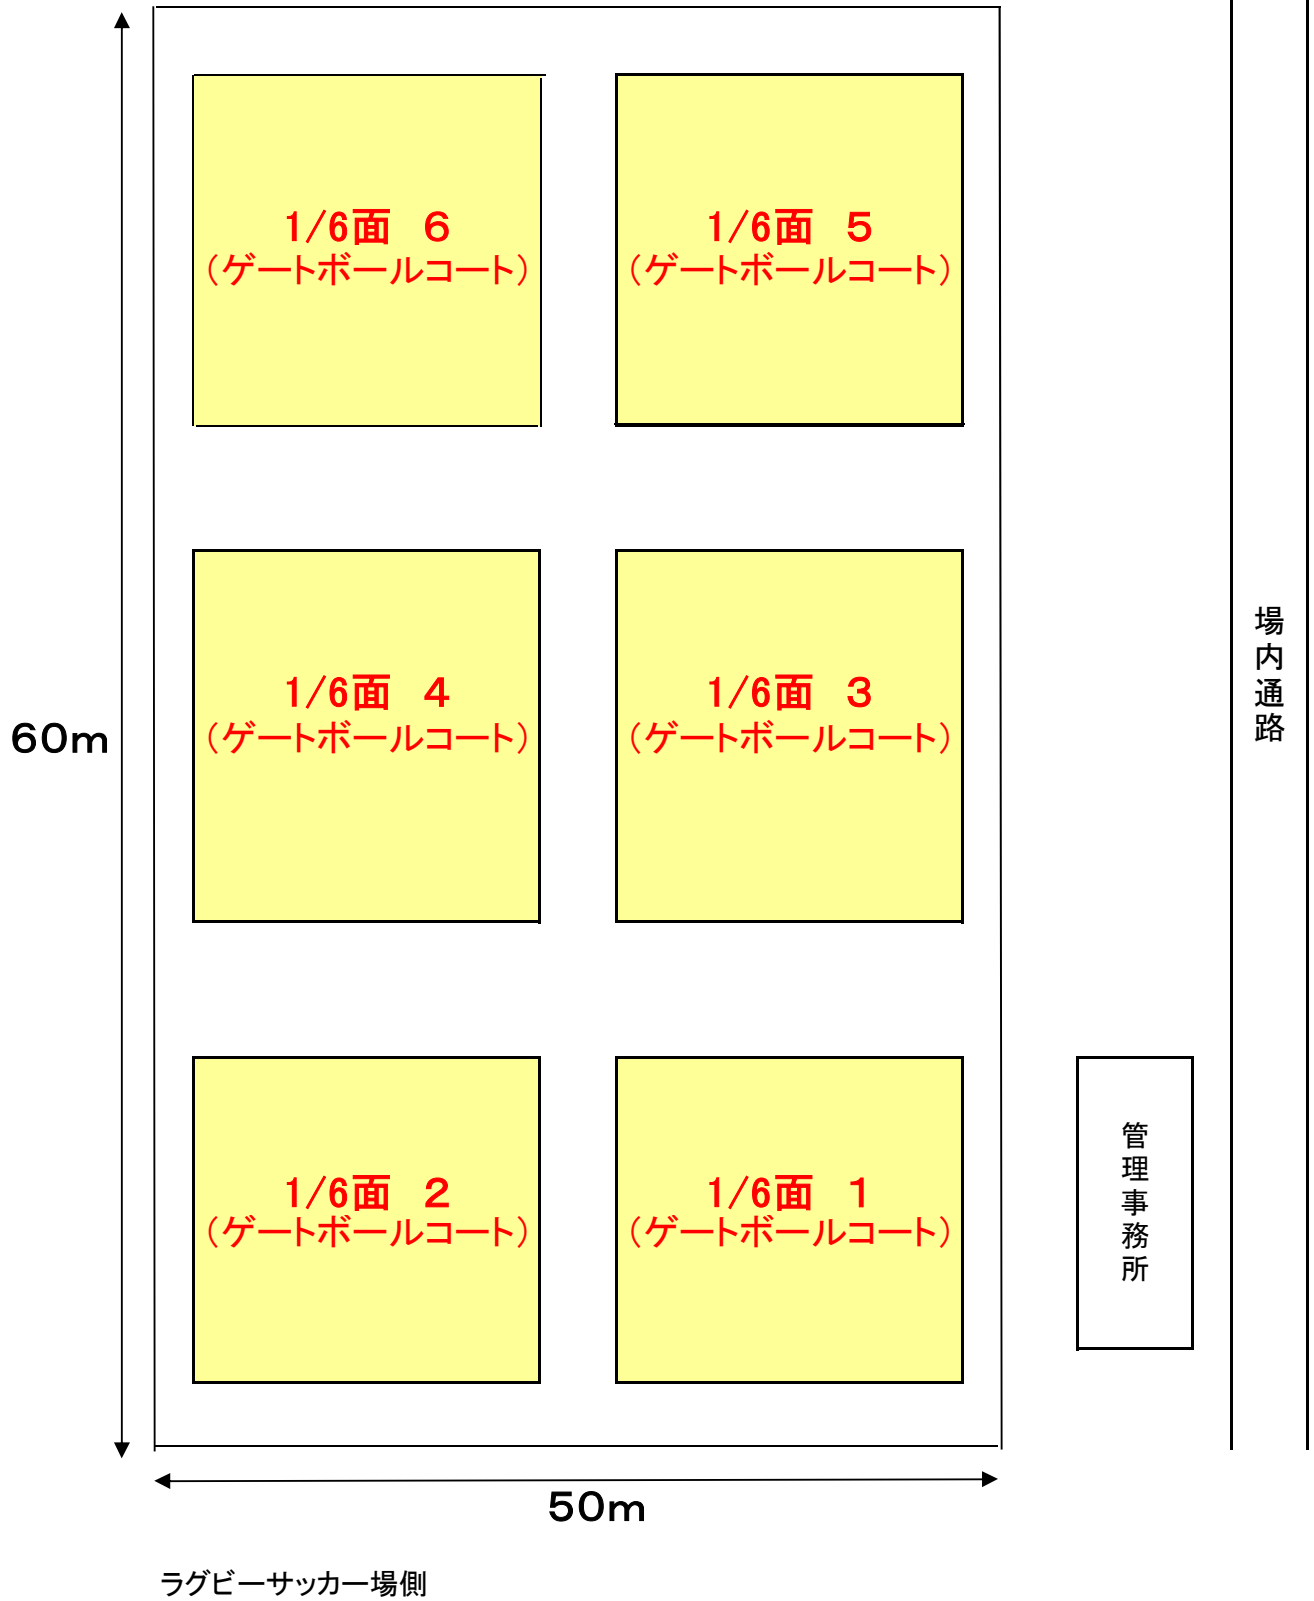 1/6面　６
（ゲートボールコート）
1/6面　５
（ゲートボールコート）
1/6面　４
（ゲートボールコート）
1/6面　３
（ゲートボールコート）
60m
場内通路
1/6面　２
（ゲートボールコート）
1/6面　１
（ゲートボールコート）
管理事務所
50m
ラグビーサッカー場側